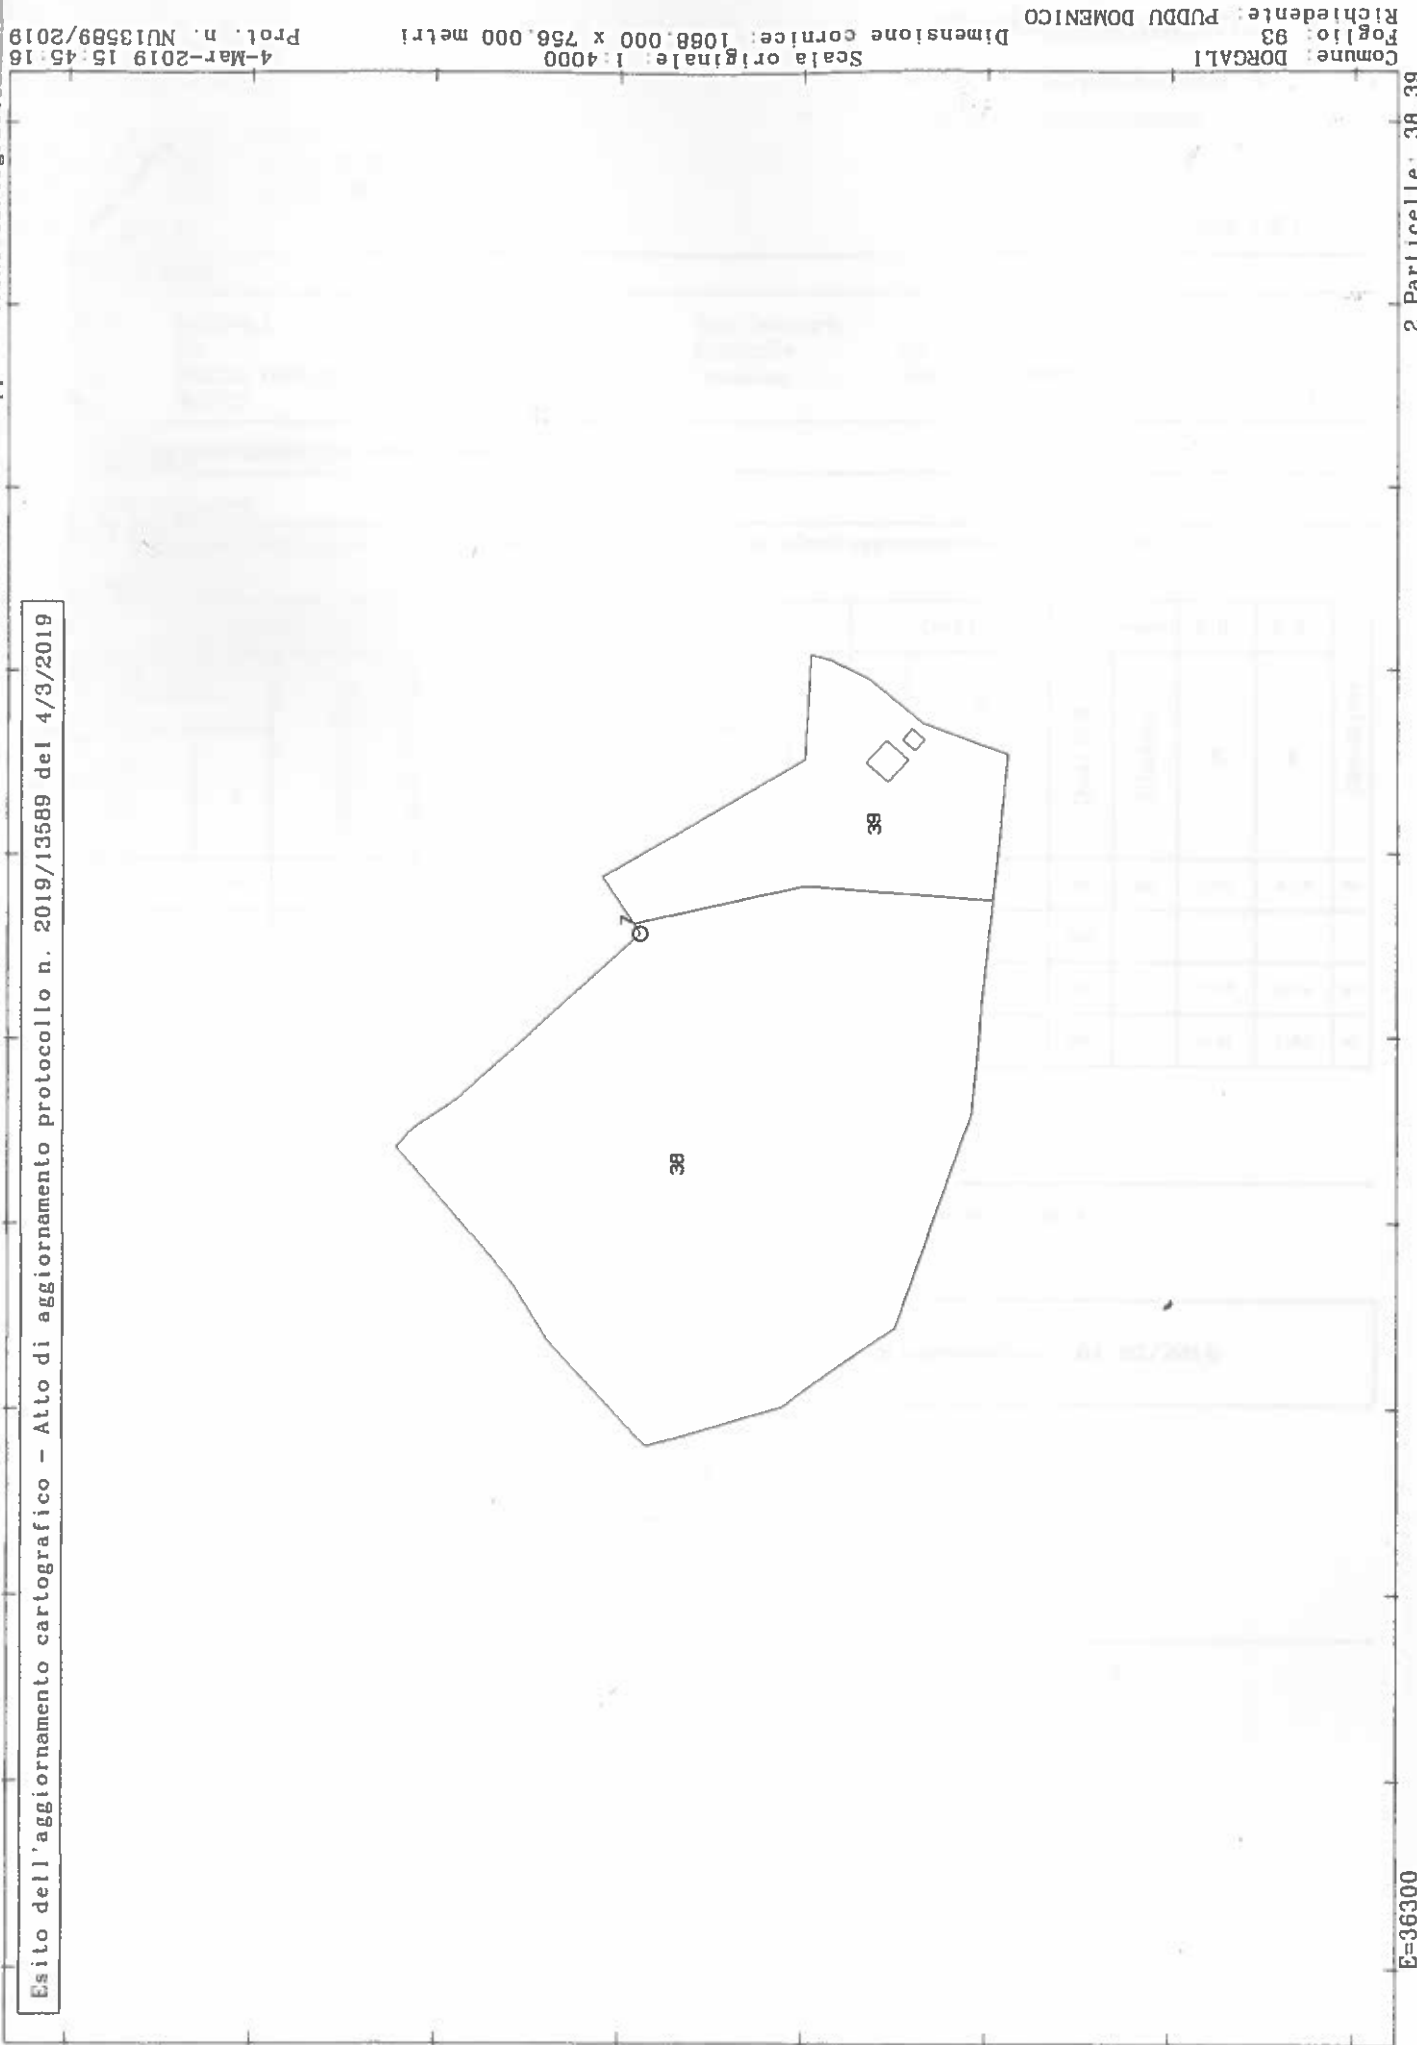 Esito dell'aggiornamento cartografico - Atto di aggiornamento protocollo n. 2019/13589 del 4/3/2019
38
39
Z
E=36300
2 Particelle: 38,39
Comune: DORGALI
Foglio: 93
Richiedente: PUDDU DOMENICO
Scala originale: 1:4000
Dimensione cornice: 1068.000 x 756.000 metri
4-Mar-2019 15:45:16
Prot. n. NU13589/2019